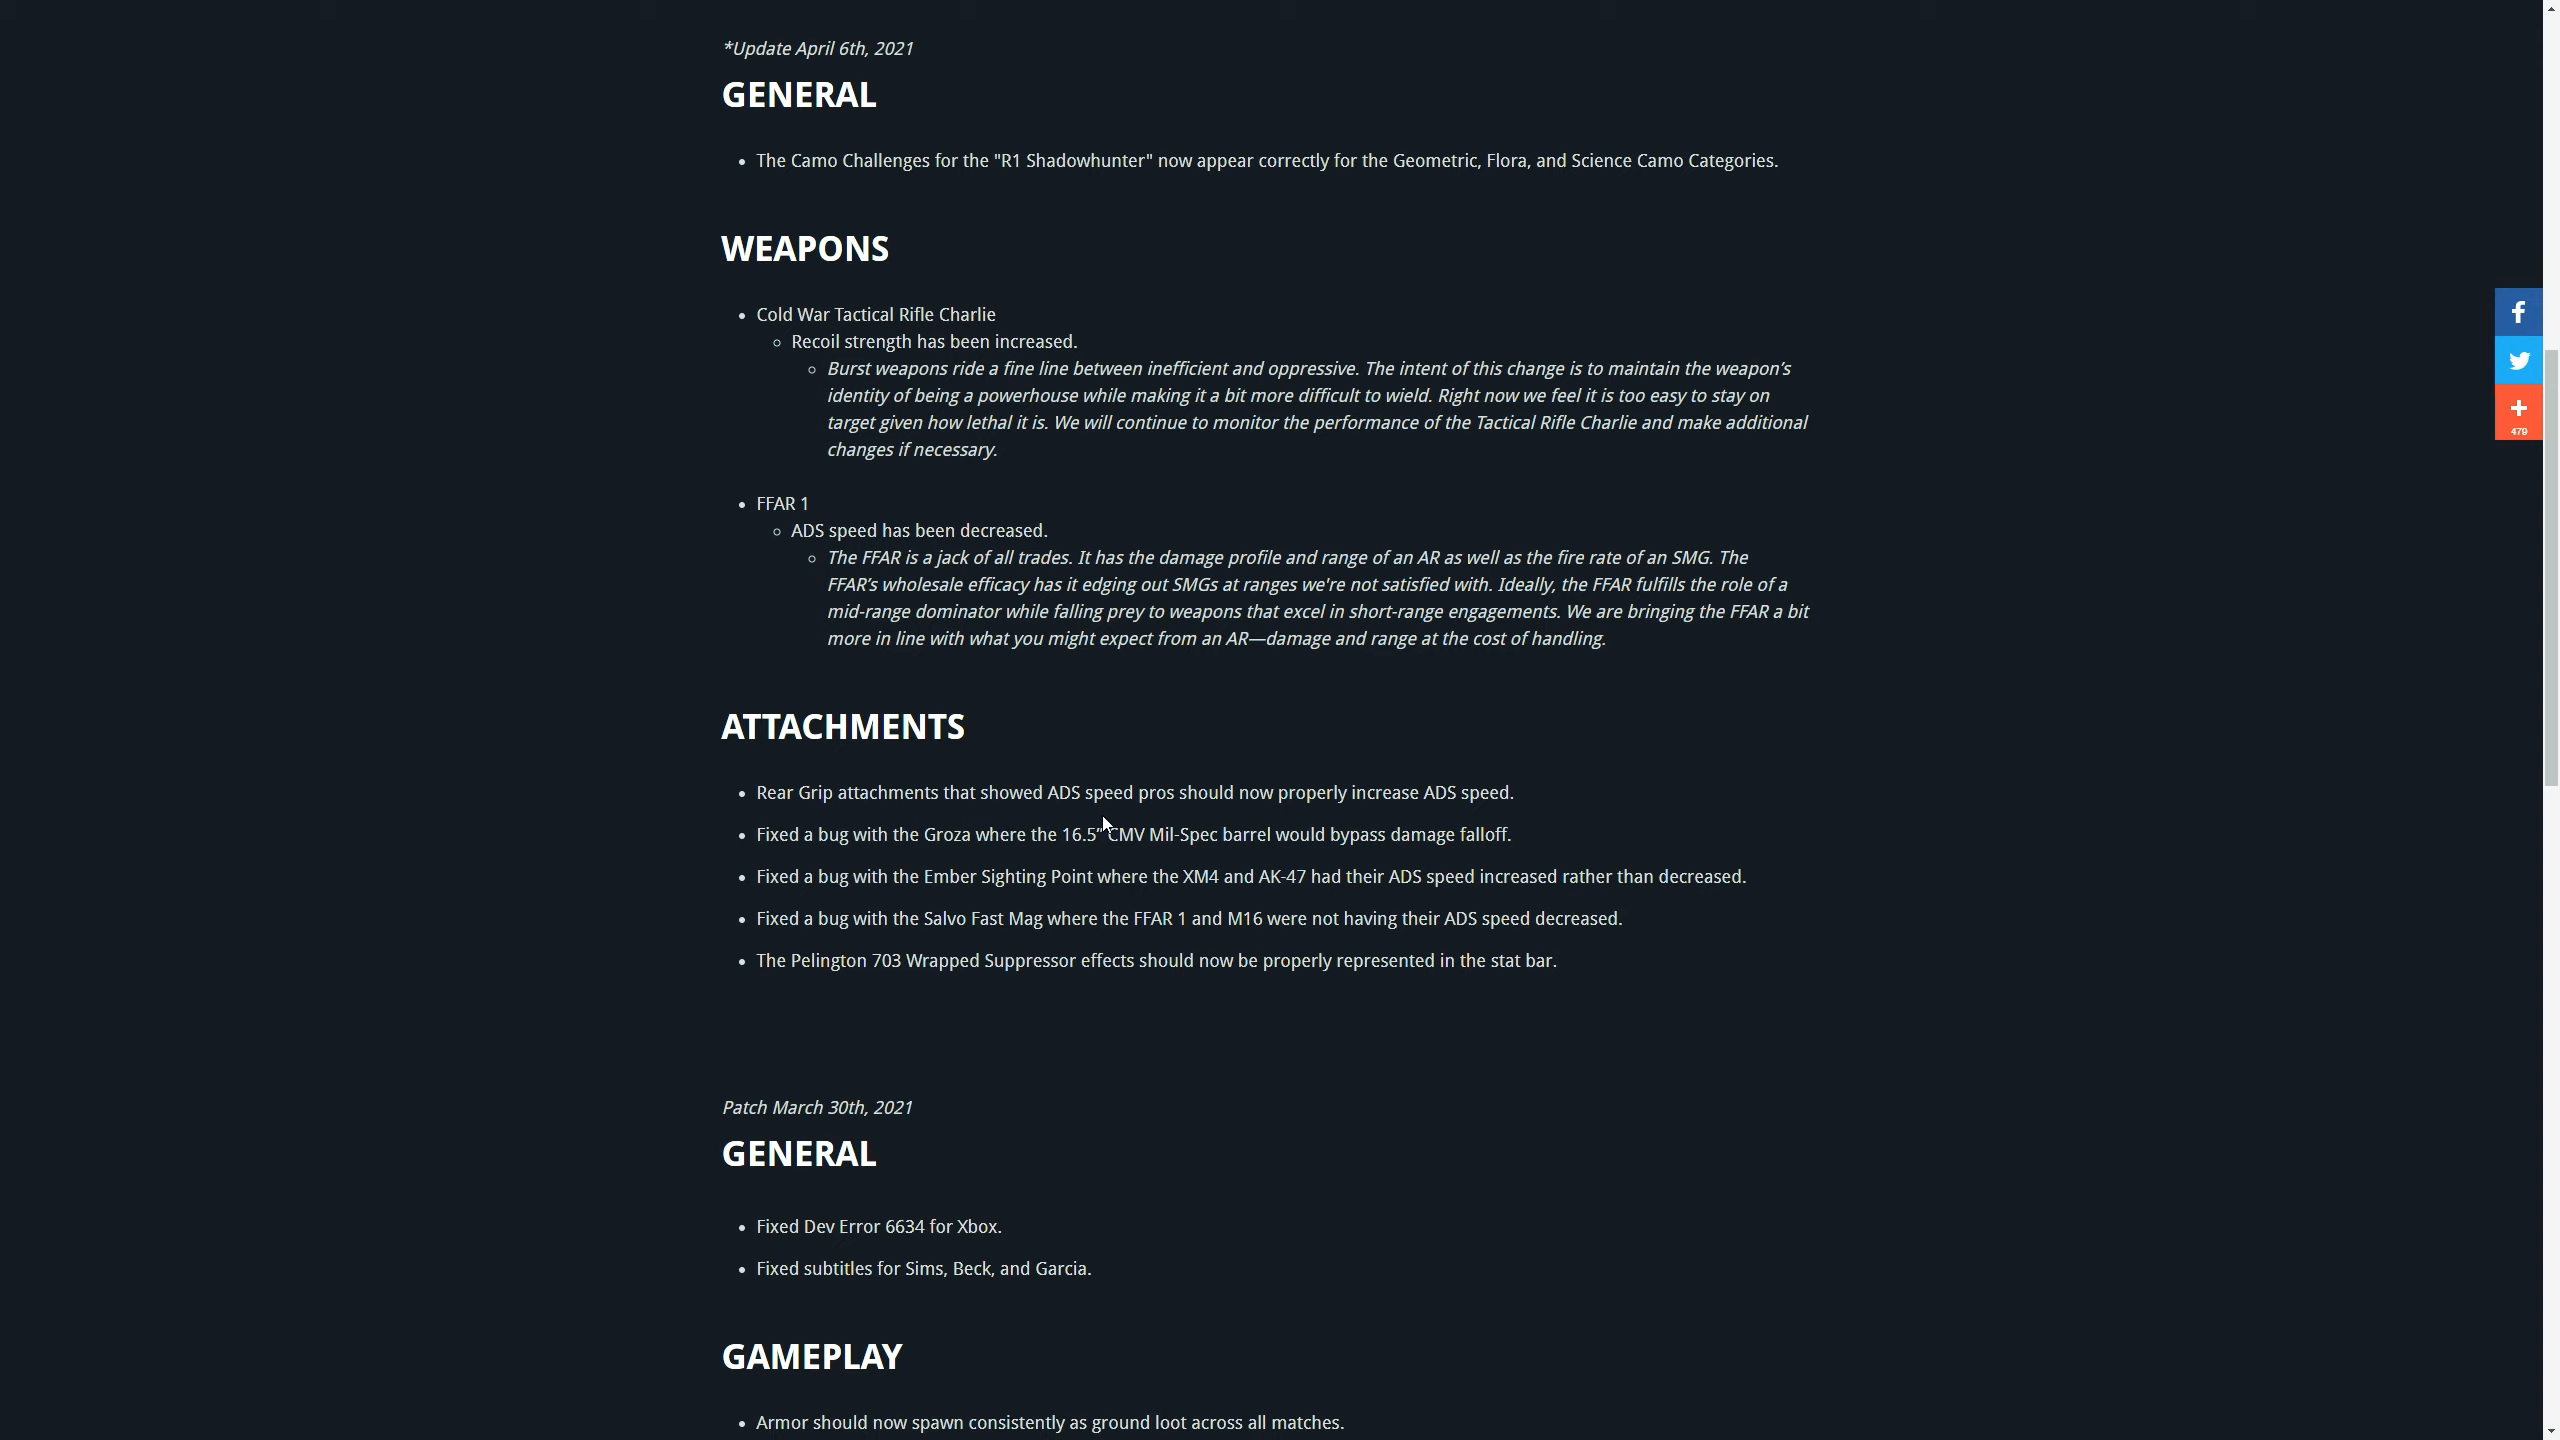 *Update April 6th, 2021
GENERAL
• The Camo Challenges for the "R1 Shadowhunter" now appear correctly for the Geometric, Flora, and Science Camo Categories.
WEAPONS
• Cold War Tactical Rifle Charlie
◦ Recoil strength has been increased.
◦ Burst weapons ride a fine line between inefficient and oppressive. The intent of this change is to maintain the weapon’s
identity of being a powerhouse while making it a bit more difficult to wield. Right now we feel it is too easy to stay on
target given how lethal it is. We will continue to monitor the performance of the Tactical Rifle Charlie and make additional
changes if necessary.
• FFAR 1
◦ ADS speed has been decreased.
◦ The FFAR is a jack of all trades. It has the damage profile and range of an AR as well as the fire rate of an SMG. The
FFAR’s wholesale efficacy has it edging out SMGs at ranges we're not satisfied with. Ideally, the FFAR fulfills the role of a
mid-range dominator while falling prey to weapons that excel in short-range engagements. We are bringing the FFAR a bit
more in line with what you might expect from an AR—damage and range at the cost of handling.
ATTACHMENTS
• Rear Grip attachments that showed ADS speed pros should now properly increase ADS speed.
• Fixed a bug with the Groza where the 16.5” CMV Mil-Spec barrel would bypass damage falloff.
• Fixed a bug with the Ember Sighting Point where the XM4 and AK-47 had their ADS speed increased rather than decreased.
• Fixed a bug with the Salvo Fast Mag where the FFAR 1 and M16 were not having their ADS speed decreased.
• The Pelington 703 Wrapped Suppressor effects should now be properly represented in the stat bar.
Patch March 30th, 2021
GENERAL
• Fixed Dev Error 6634 for Xbox.
• Fixed subtitles for Sims, Beck, and Garcia.
GAMEPLAY
• Armor should now spawn consistently as ground loot across all matches.
479